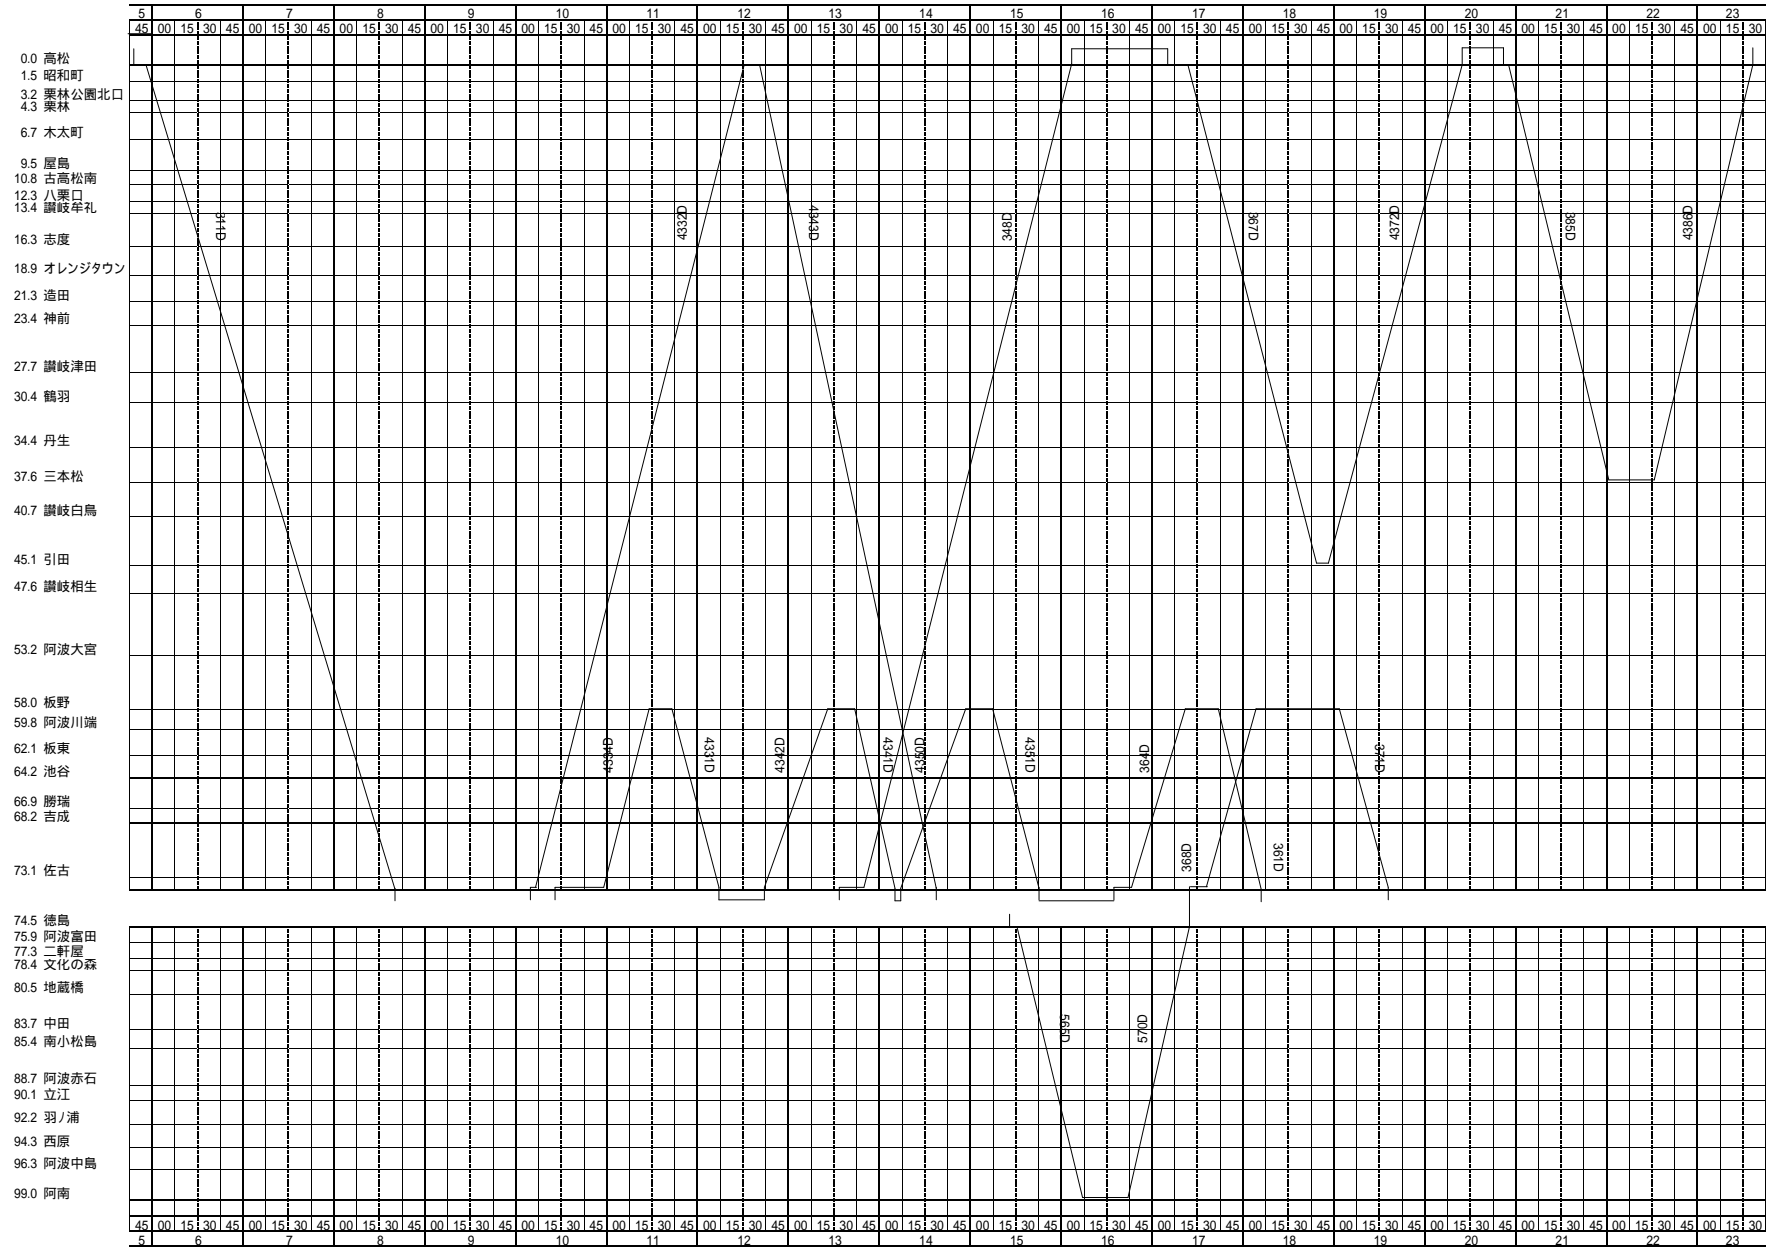 5 6 7 8 9 10 11 12 13 14 15 16 17 18 19 20 21 22 23
45 00 15 30 45 00 15 30 45 00 15 30 45 00 15 30 45 00 15 30 45 00 15 30 45 00 15 30 45 00 15 30 45 00 15 30 45 00 15 30 45 00 15 30 45 00 15 30 45 00 15 30 45 00 15 30 45 00 15 30 45 00 15 30 45 00 15 30 45 00 15 30
0.0 高松
1.5 昭和町
3.2 栗林公園北口
4.3 栗林
6.7 木太町
9.5 屋島
10.8 古高松南
12.3 八栗口
13.4 讃岐牟礼
311D 4332D 4343D 348D 367D 4372D 385D 4386D
16.3 志度
18.9 オレンジタウン
21.3 造田
23.4 神前
27.7 讃岐津田
30.4 鶴羽
34.4 丹生
37.6 三本松
40.7 讃岐白鳥
45.1 引田
47.6 讃岐相生
53.2 阿波大宮
58.0 板野
59.8 阿波川端
62.1 板東
4334D 4331D 4342D 4341D 4350D 4351D 364D 371D
64.2 池谷
66.9 勝瑞
68.2 吉成
368D 361D
73.1 佐古
74.5 徳島
75.9 阿波富田
77.3 二軒屋
78.4 文化の森
80.5 地蔵橋
83.7 中田
565D 570D
85.4 南小松島
88.7 阿波赤石
90.1 立江
92.2 羽ノ浦
94.3 西原
96.3 阿波中島
99.0 阿南
45 00 15 30 45 00 15 30 45 00 15 30 45 00 15 30 45 00 15 30 45 00 15 30 45 00 15 30 45 00 15 30 45 00 15 30 45 00 15 30 45 00 15 30 45 00 15 30 45 00 15 30 45 00 15 30 45 00 15 30 45 00 15 30 45 00 15 30 45 00 15 30
5 6 7 8 9 10 11 12 13 14 15 16 17 18 19 20 21 22 23